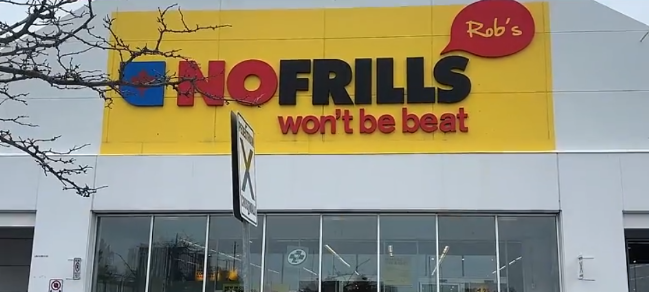 Rob's
NOFRILLS
won't be beat
X